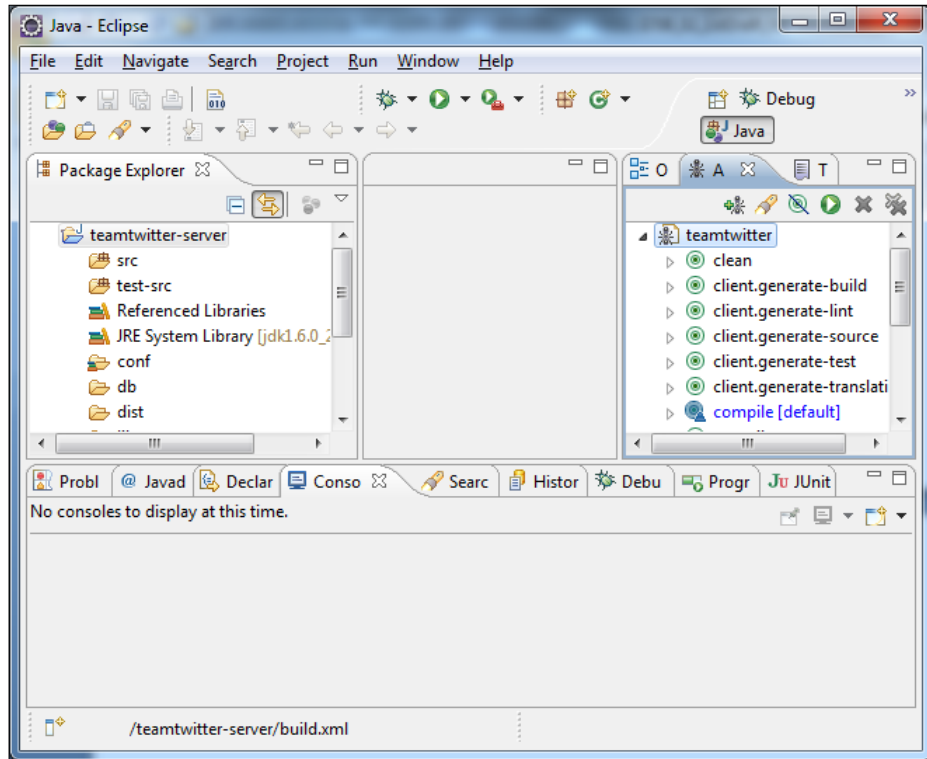 Java - Eclipse
File Edit Navigate Search Project Run Window Help
010
Debug
Java
Package Explorer
O A T
teamtwitter-server
src
test-src
Referenced Libraries
JRE System Library [jdk1.6.0_2
conf
db
dist
teamtwitter
clean
client.generate-build
client.generate-lint
client.generate-source
client.generate-test
client.generate-translati
compile [default]
Probl @ Javad Declar Conso Searc Histor Debu Progr Ju JUnit
No consoles to display at this time.
/teamtwitter-server/build.xml